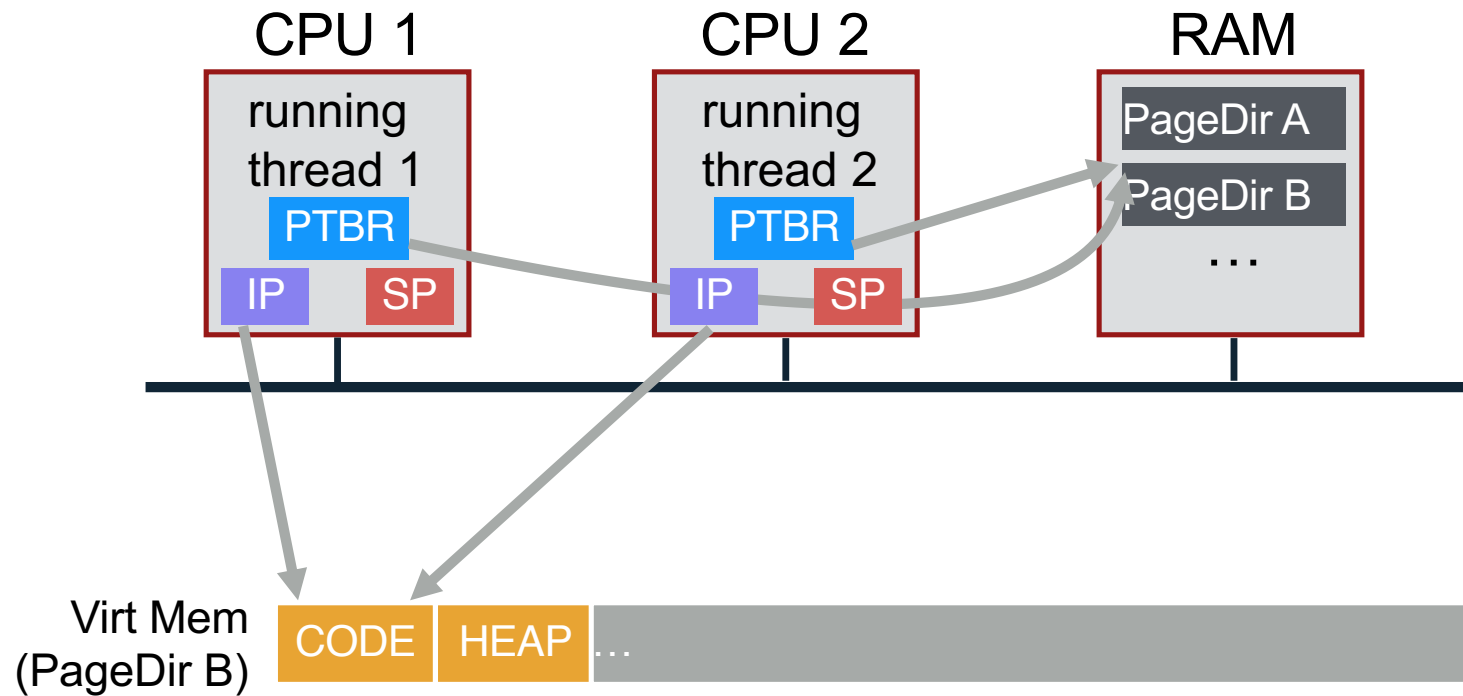 CPU 1
CPU 2
RAM
running
thread 1
PTBR
IP
SP
running
thread 2
PTBR
IP
SP
PageDir A
PageDir B
…
Virt Mem
(PageDir B)
CODE
HEAP
…